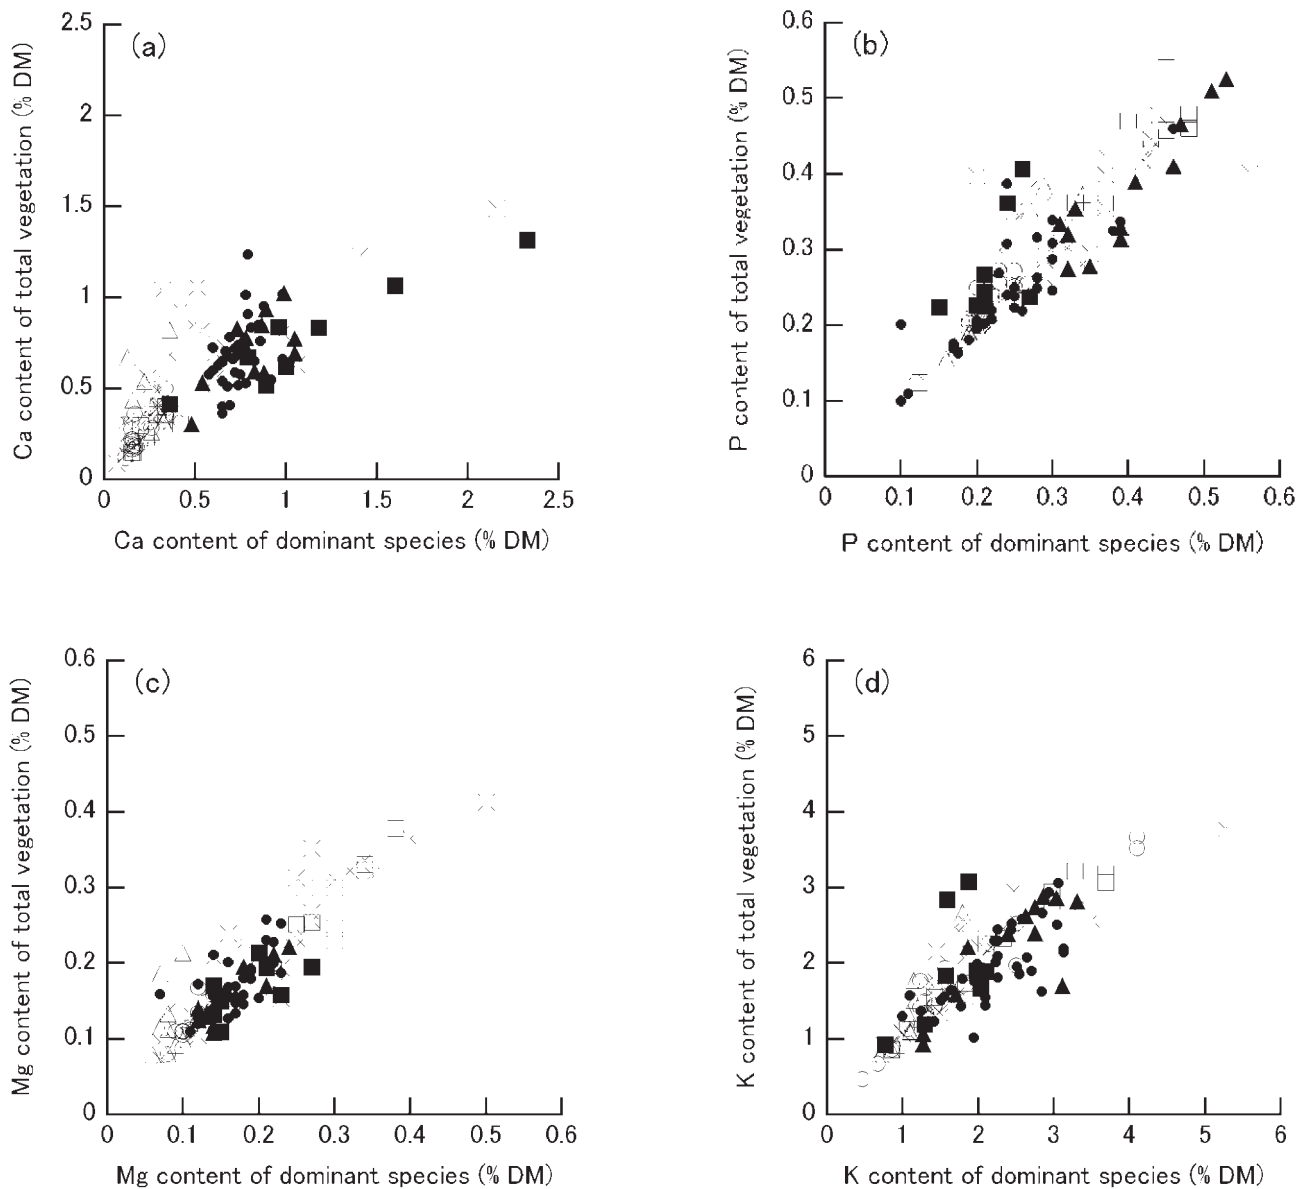 (a)
Ca content of total vegetation (% DM)
2.5
2
1.5
1
0.5
0
0 0.5 1 1.5 2 2.5
Ca content of dominant species (% DM)
(b)
P content of total vegetation (% DM)
0.6
0.5
0.4
0.3
0.2
0.1
0
0 0.1 0.2 0.3 0.4 0.5 0.6
P content of dominant species (% DM)
(c)
Mg content of total vegetation (% DM)
0.6
0.5
0.4
0.3
0.2
0.1
0
0 0.1 0.2 0.3 0.4 0.5 0.6
Mg content of dominant species (% DM)
(d)
K content of total vegetation (% DM)
6
5
4
3
2
1
0
0 1 2 3 4 5 6
K content of dominant species (% DM)